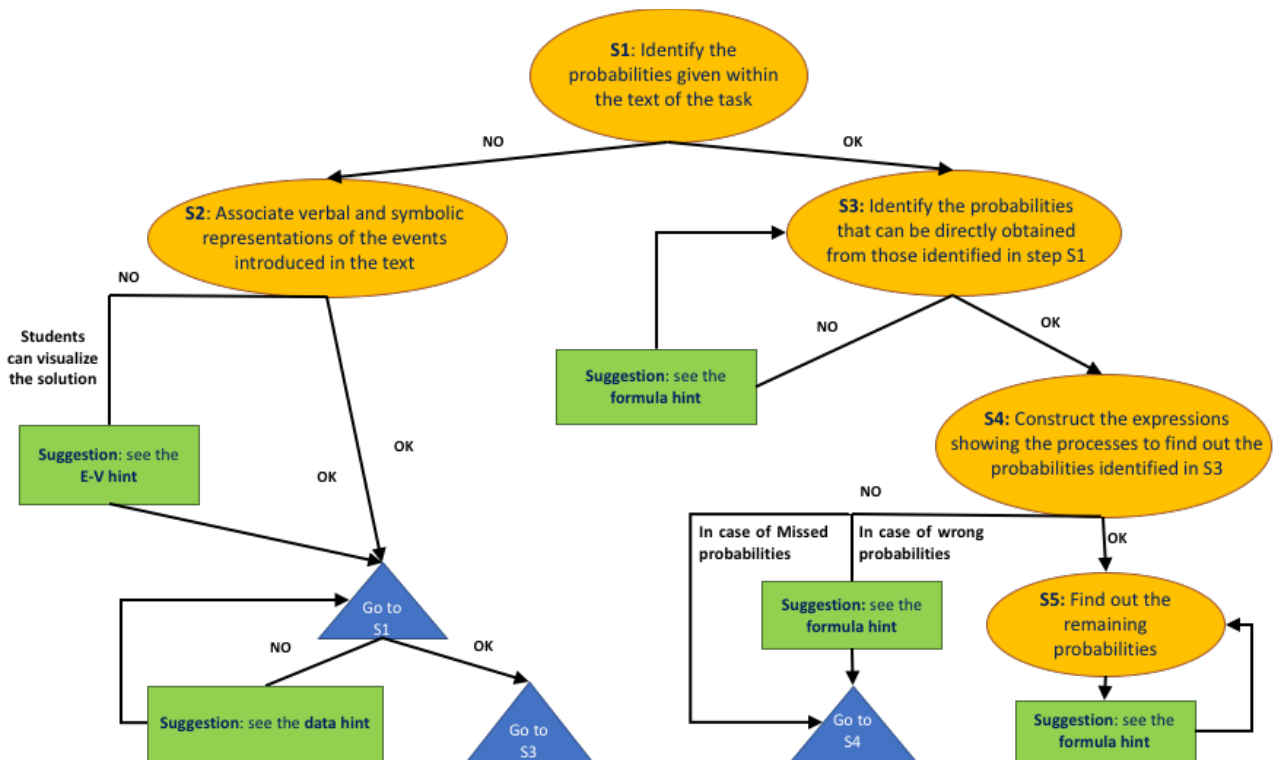 S1: Identify the
probabilities given within
the text of the task
NO
OK
S2: Associate verbal and symbolic
representations of the events
introduced in the text
S3: Identify the probabilities
that can be directly obtained
from those identified in step S1
NO
Students
can visualize
the solution
NO
OK
Suggestion: see the
formula hint
S4: Construct the expressions
showing the processes to find out the
probabilities identified in S3
Suggestion: see the
E-V hint
OK
OK
NO
In case of Missed
probabilities
In case of wrong
probabilities
OK
Go to
S1
Suggestion: see the
formula hint
S5: Find out the
remaining
probabilities
NO
OK
Suggestion: see the data hint
Go to
S3
Go to
S4
Suggestion: see the
formula hint